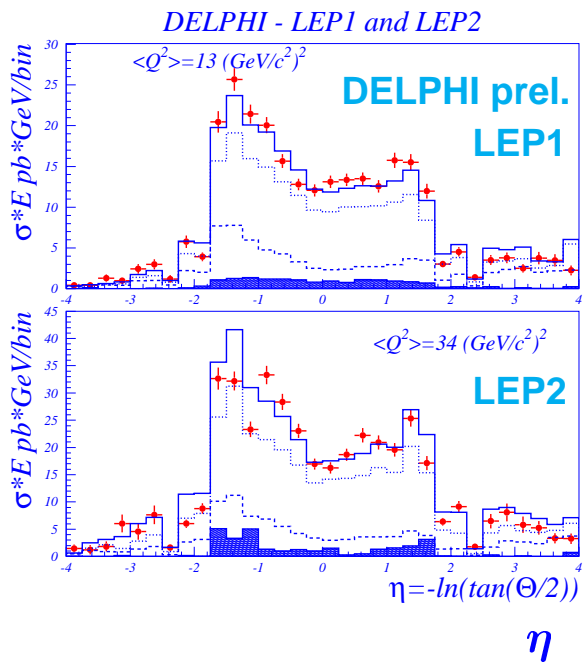 DELPHI - LEP1 and LEP2
<Q²>=13 (GeV/c²)²
DELPHI prel.
LEP1
σ*E pb*GeV/bin
30
25
20
15
10
5
0
-4 -3 -2 -1 0 1 2 3 4
<Q²>=34 (GeV/c²)²
LEP2
σ*E pb*GeV/bin
45
40
35
30
25
20
15
10
5
0
-4 -3 -2 -1 0 1 2 3 4
η=-ln(tan(Θ/2))
η